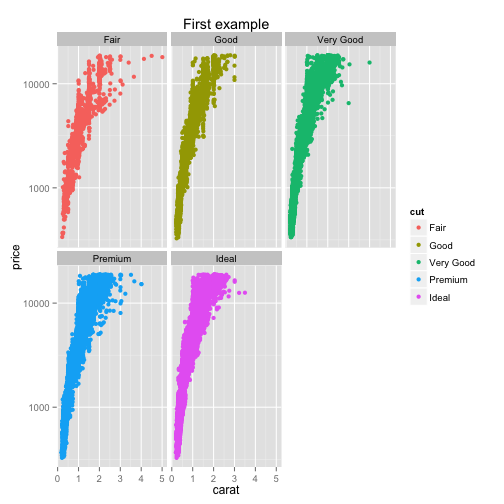 First example
Fair Good Very Good
10000
1000
price
Premium Ideal
10000
1000
0 1 2 3 4 5 0 1 2 3 4 5
carat
cut
Fair
Good
Very Good
Premium
Ideal